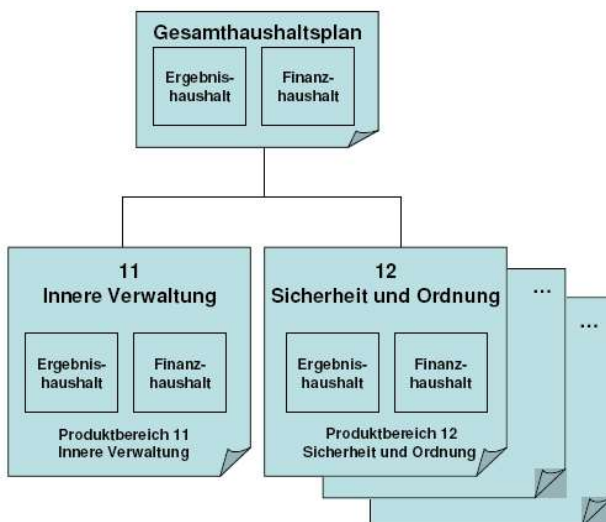 Gesamthaushaltsplan
Ergebnis-
haushalt
Finanz-
haushalt
11
Innere Verwaltung
Ergebnis-
haushalt
Finanz-
haushalt
Produktbereich 11
Innere Verwaltung
12
Sicherheit und Ordnung
Ergebnis-
haushalt
Finanz-
haushalt
Produktbereich 12
Sicherheit und Ordnung
...
...